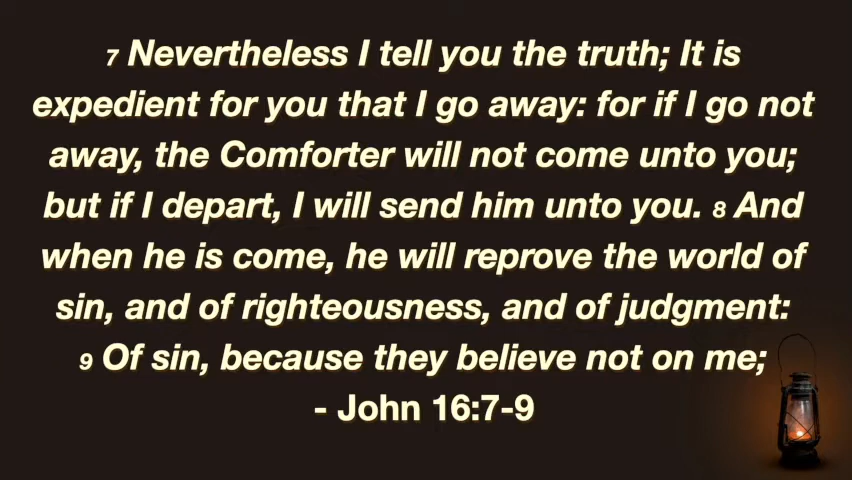 7 Nevertheless I tell you the truth; It is
expedient for you that I go away: for if I go not
away, the Comforter will not come unto you;
but if I depart, I will send him unto you. 8 And
when he is come, he will reprove the world of
sin, and of righteousness, and of judgment:
9 Of sin, because they believe not on me;
- John 16:7-9